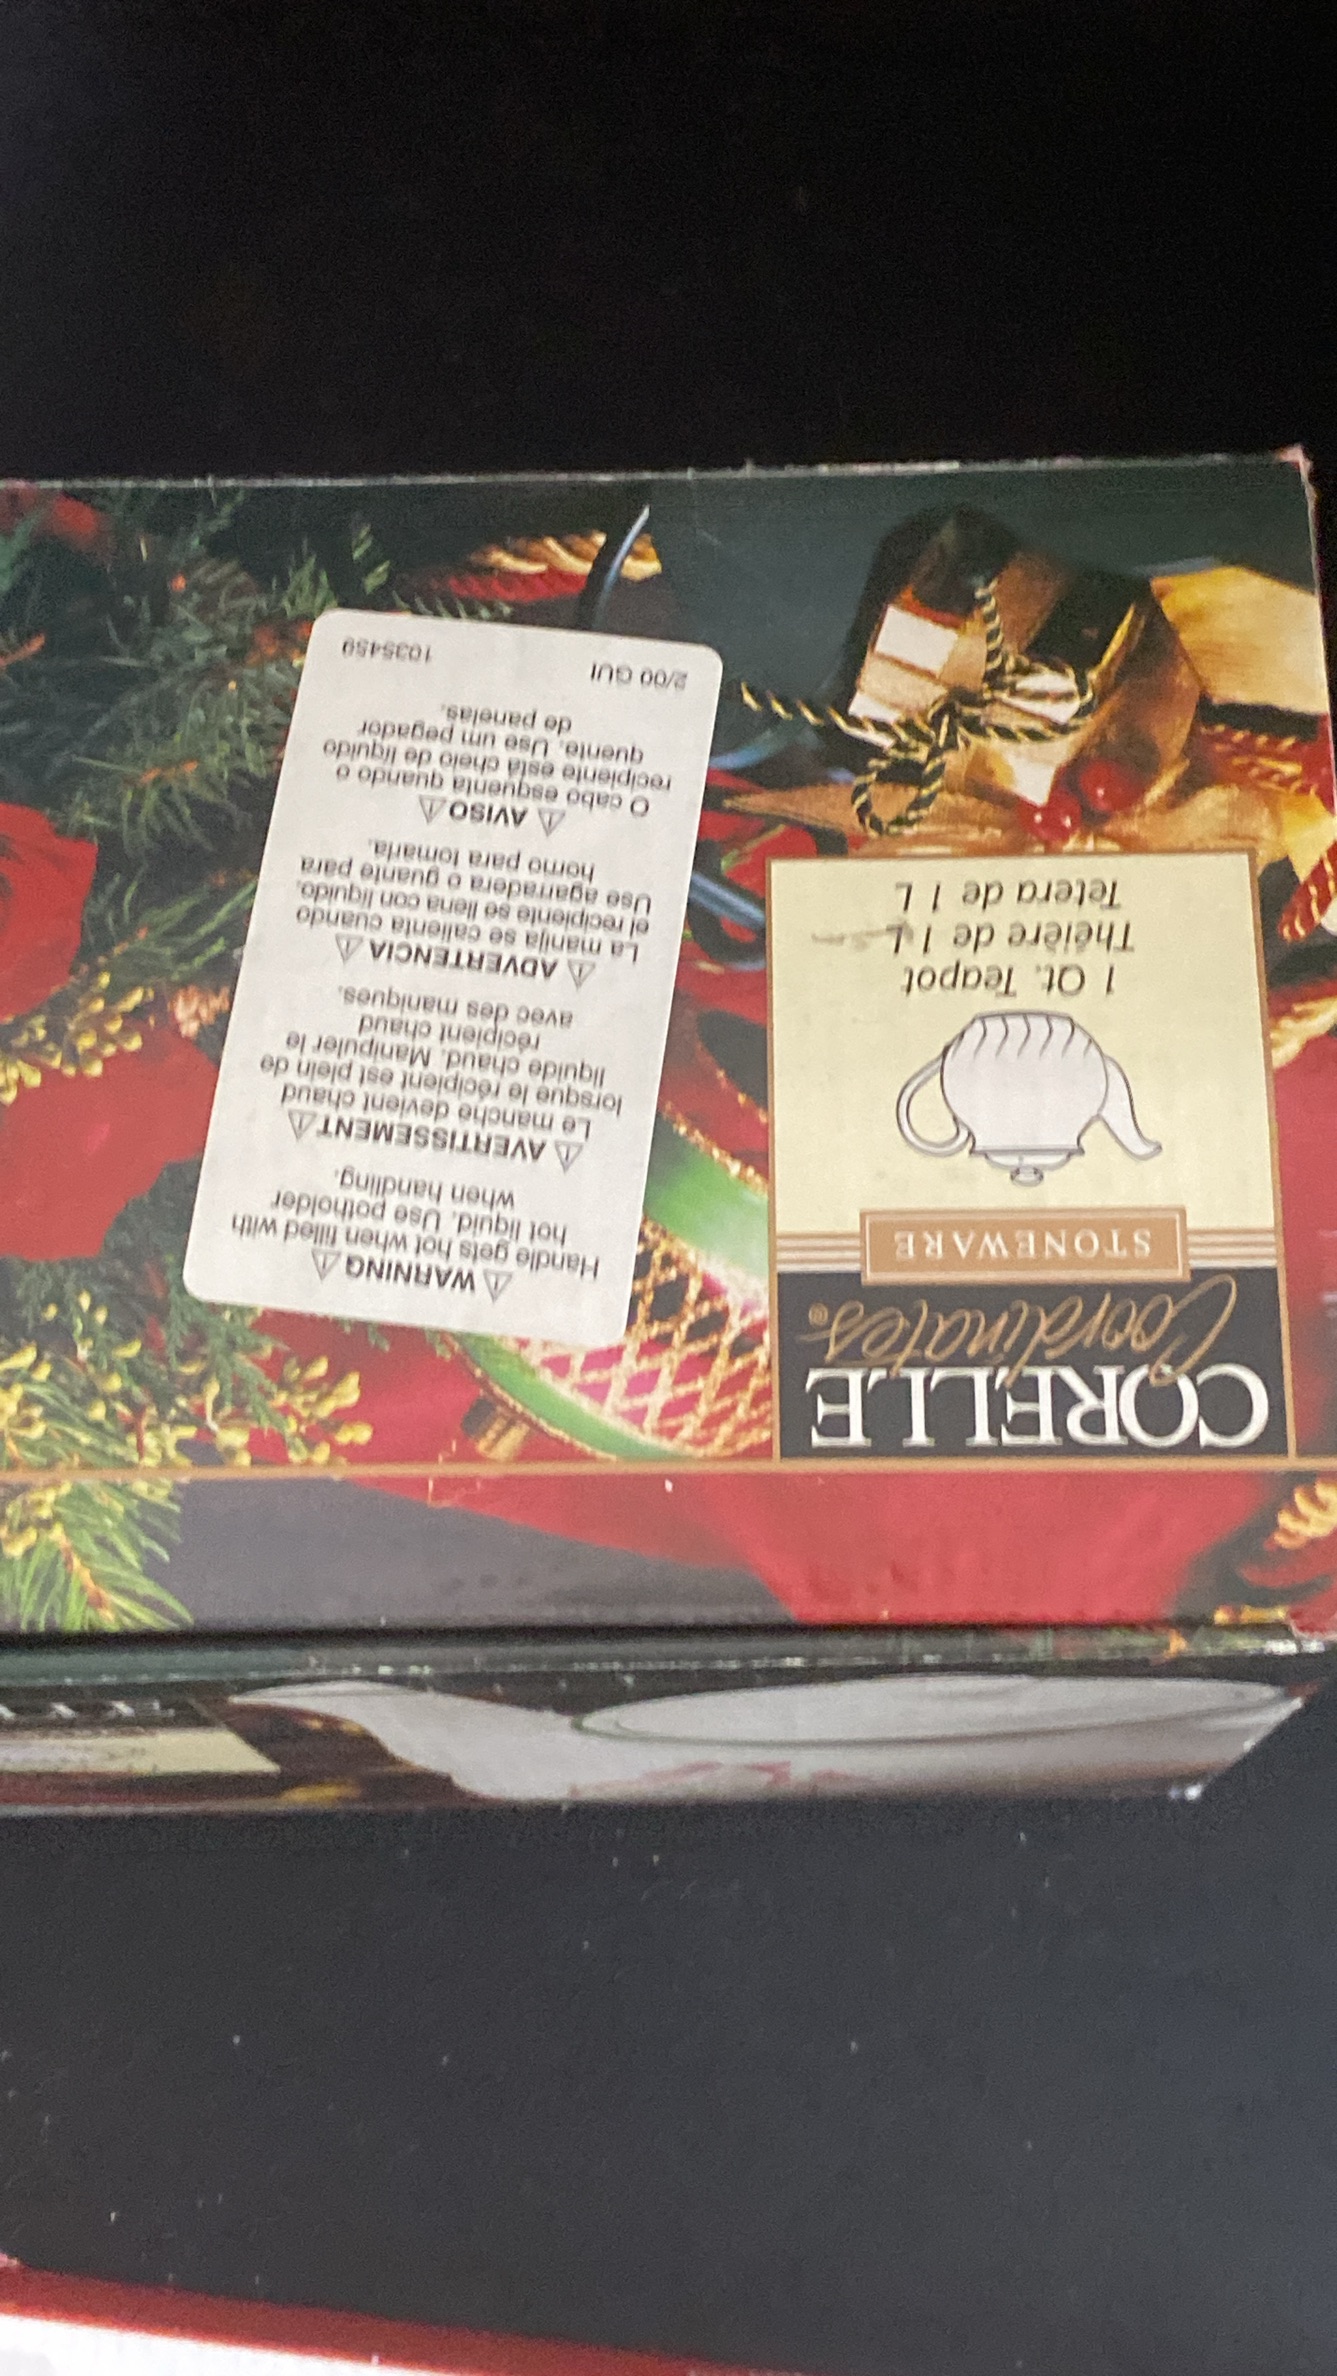 CORELLE
Coordinates®
STONEWARE
1 Qt. Teapot
Théière de 1 L
Tetera de 1 L
⚠ WARNING ⚠
Handle gets hot when filled with
hot liquid. Use potholder
when handling.
⚠ AVERTISSEMENT ⚠
Le manche devient chaud
lorsque le récipient est plein de
liquide chaud. Manipuler le
récipient chaud
avec des maniques.
⚠ ADVERTENCIA ⚠
La manija se calienta cuando
el recipiente se llena con liquido.
Use agarradera o guante para
horno para tomarla.
⚠ AVISO ⚠
O cabo esquenta quando o
recipiente está cheio de líquido
quente. Use um pegador
de panelas.
2/00 GUI
1035459